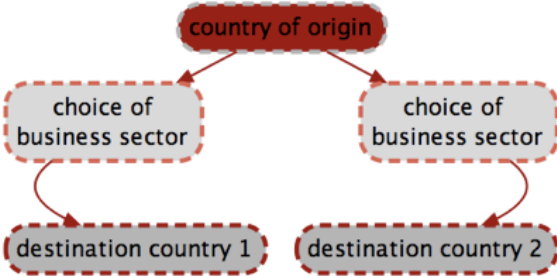 country of origin
choice of
business sector
choice of
business sector
destination country 1
destination country 2